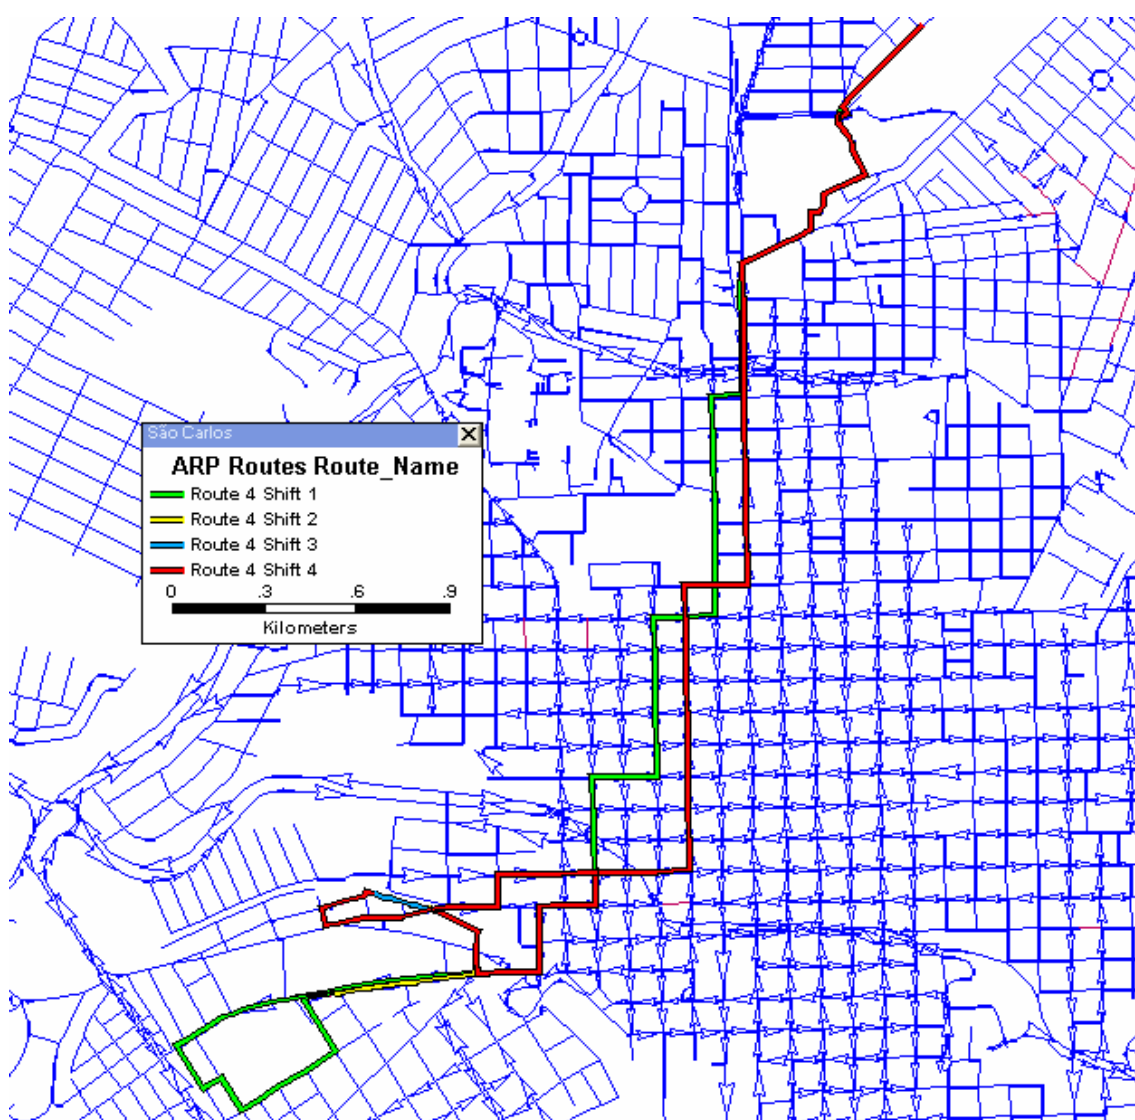 São Carlos
ARP Routes Route_Name
Route 4 Shift 1
Route 4 Shift 2
Route 4 Shift 3
Route 4 Shift 4
0 .3 .6 .9
Kilometers